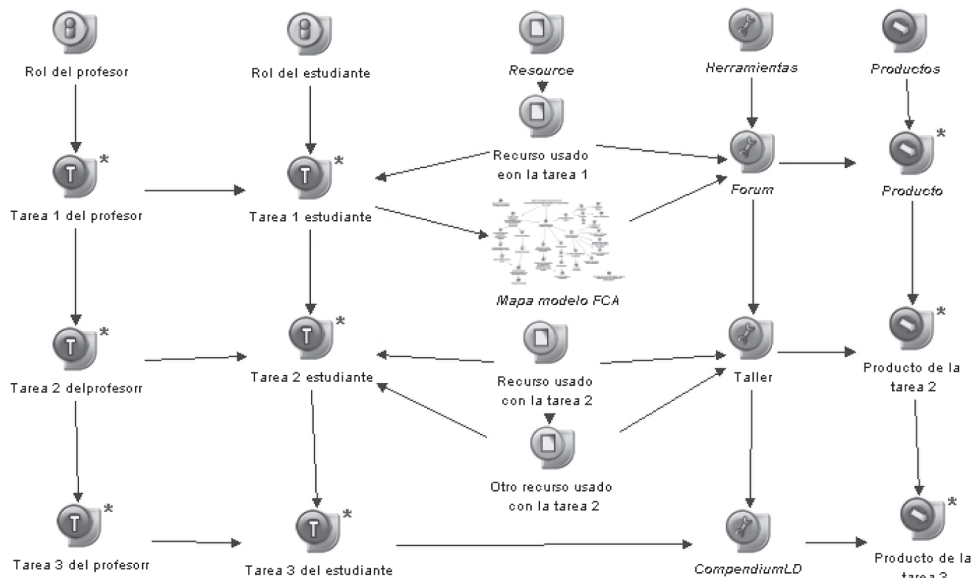 Rol del profesor
Rol del estudiante
Resource
Herramientas
Productos
Recurso usado
eon la tarea 1
Tarea 1 del profesor
Tarea 1 estudiante
Forum
Producto
Mapa modelo FCA
Tarea 2 delprofesorr
Tarea 2 estudiante
Recurso usado
con la tarea 2
Taller
Producto de la
tarea 2
Otro recurso usado
con la tarea 2
Tarea 3 del profesorr
Tarea 3 del estudiante
CompendiumLD
Producto de la
tarea 3